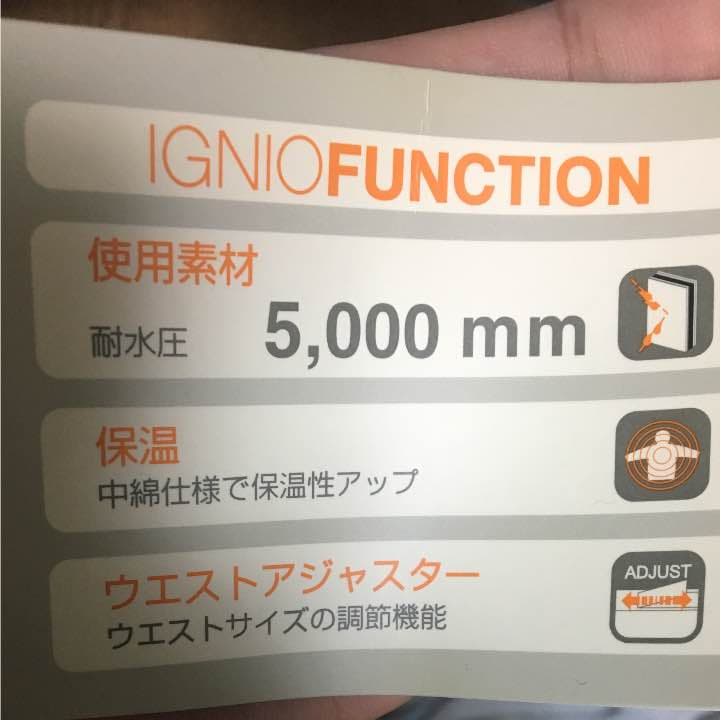 IGNIOFUNCTION
使用素材
耐水圧 5,000 mm
保温
中綿仕様で保温性アップ
ウエストアジャスター
ADJUST
ウエストサイズの調節機能